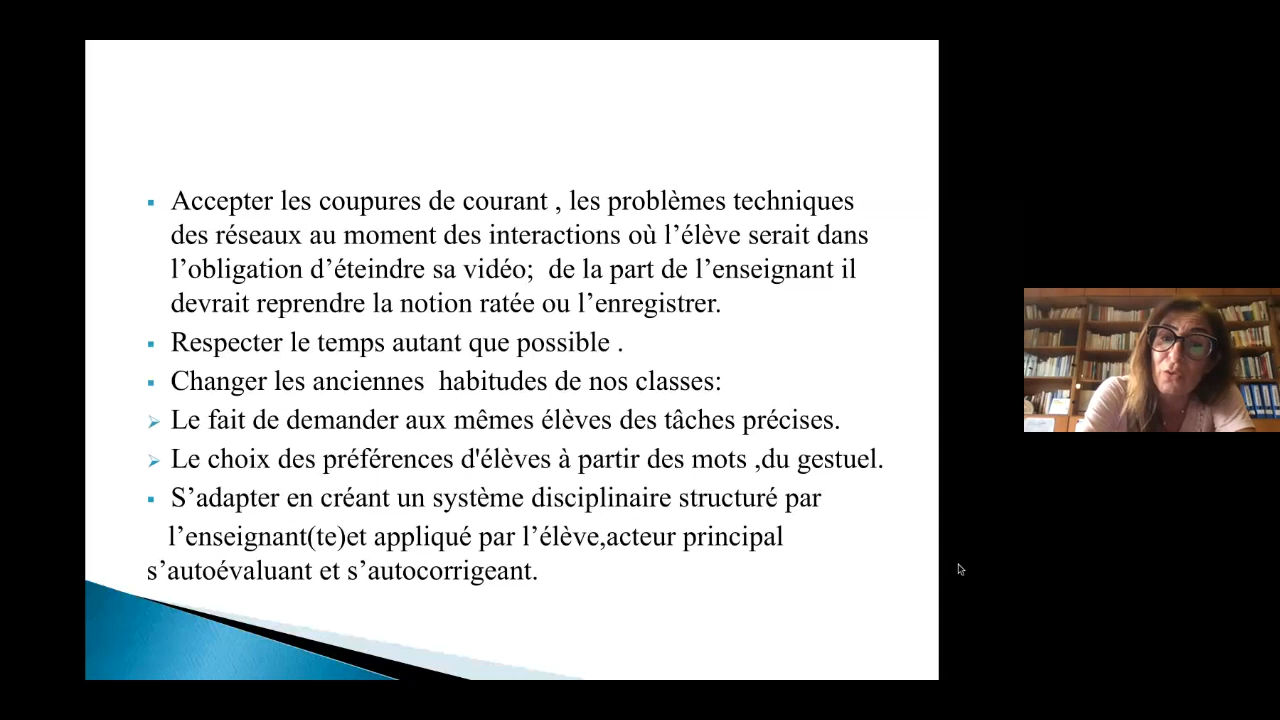 Accepter les coupures de courant , les problèmes techniques
des réseaux au moment des interactions où l’élève serait dans
l’obligation d’éteindre sa vidéo;  de la part de l’enseignant il
devrait reprendre la notion ratée ou l’enregistrer.
Respecter le temps autant que possible .
Changer les anciennes  habitudes de nos classes:
Le fait de demander aux mêmes élèves des tâches précises.
Le choix des préférences d'élèves à partir des mots ,du gestuel.
S’adapter en créant un système disciplinaire structuré par
l’enseignant(te)et appliqué par l’élève,acteur principal
s’autoévaluant et s’autocorrigeant.